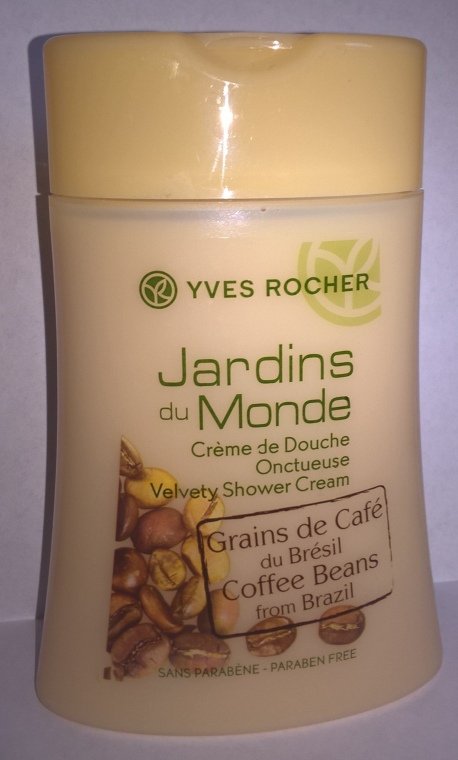 YVES ROCHER
Jardins
du Monde
Crème de Douche
Onctueuse
Velvety Shower Cream
Grains de Café
du Brésil
Coffee Beans
from Brazil
SANS PARABÈNE - PARABEN FREE